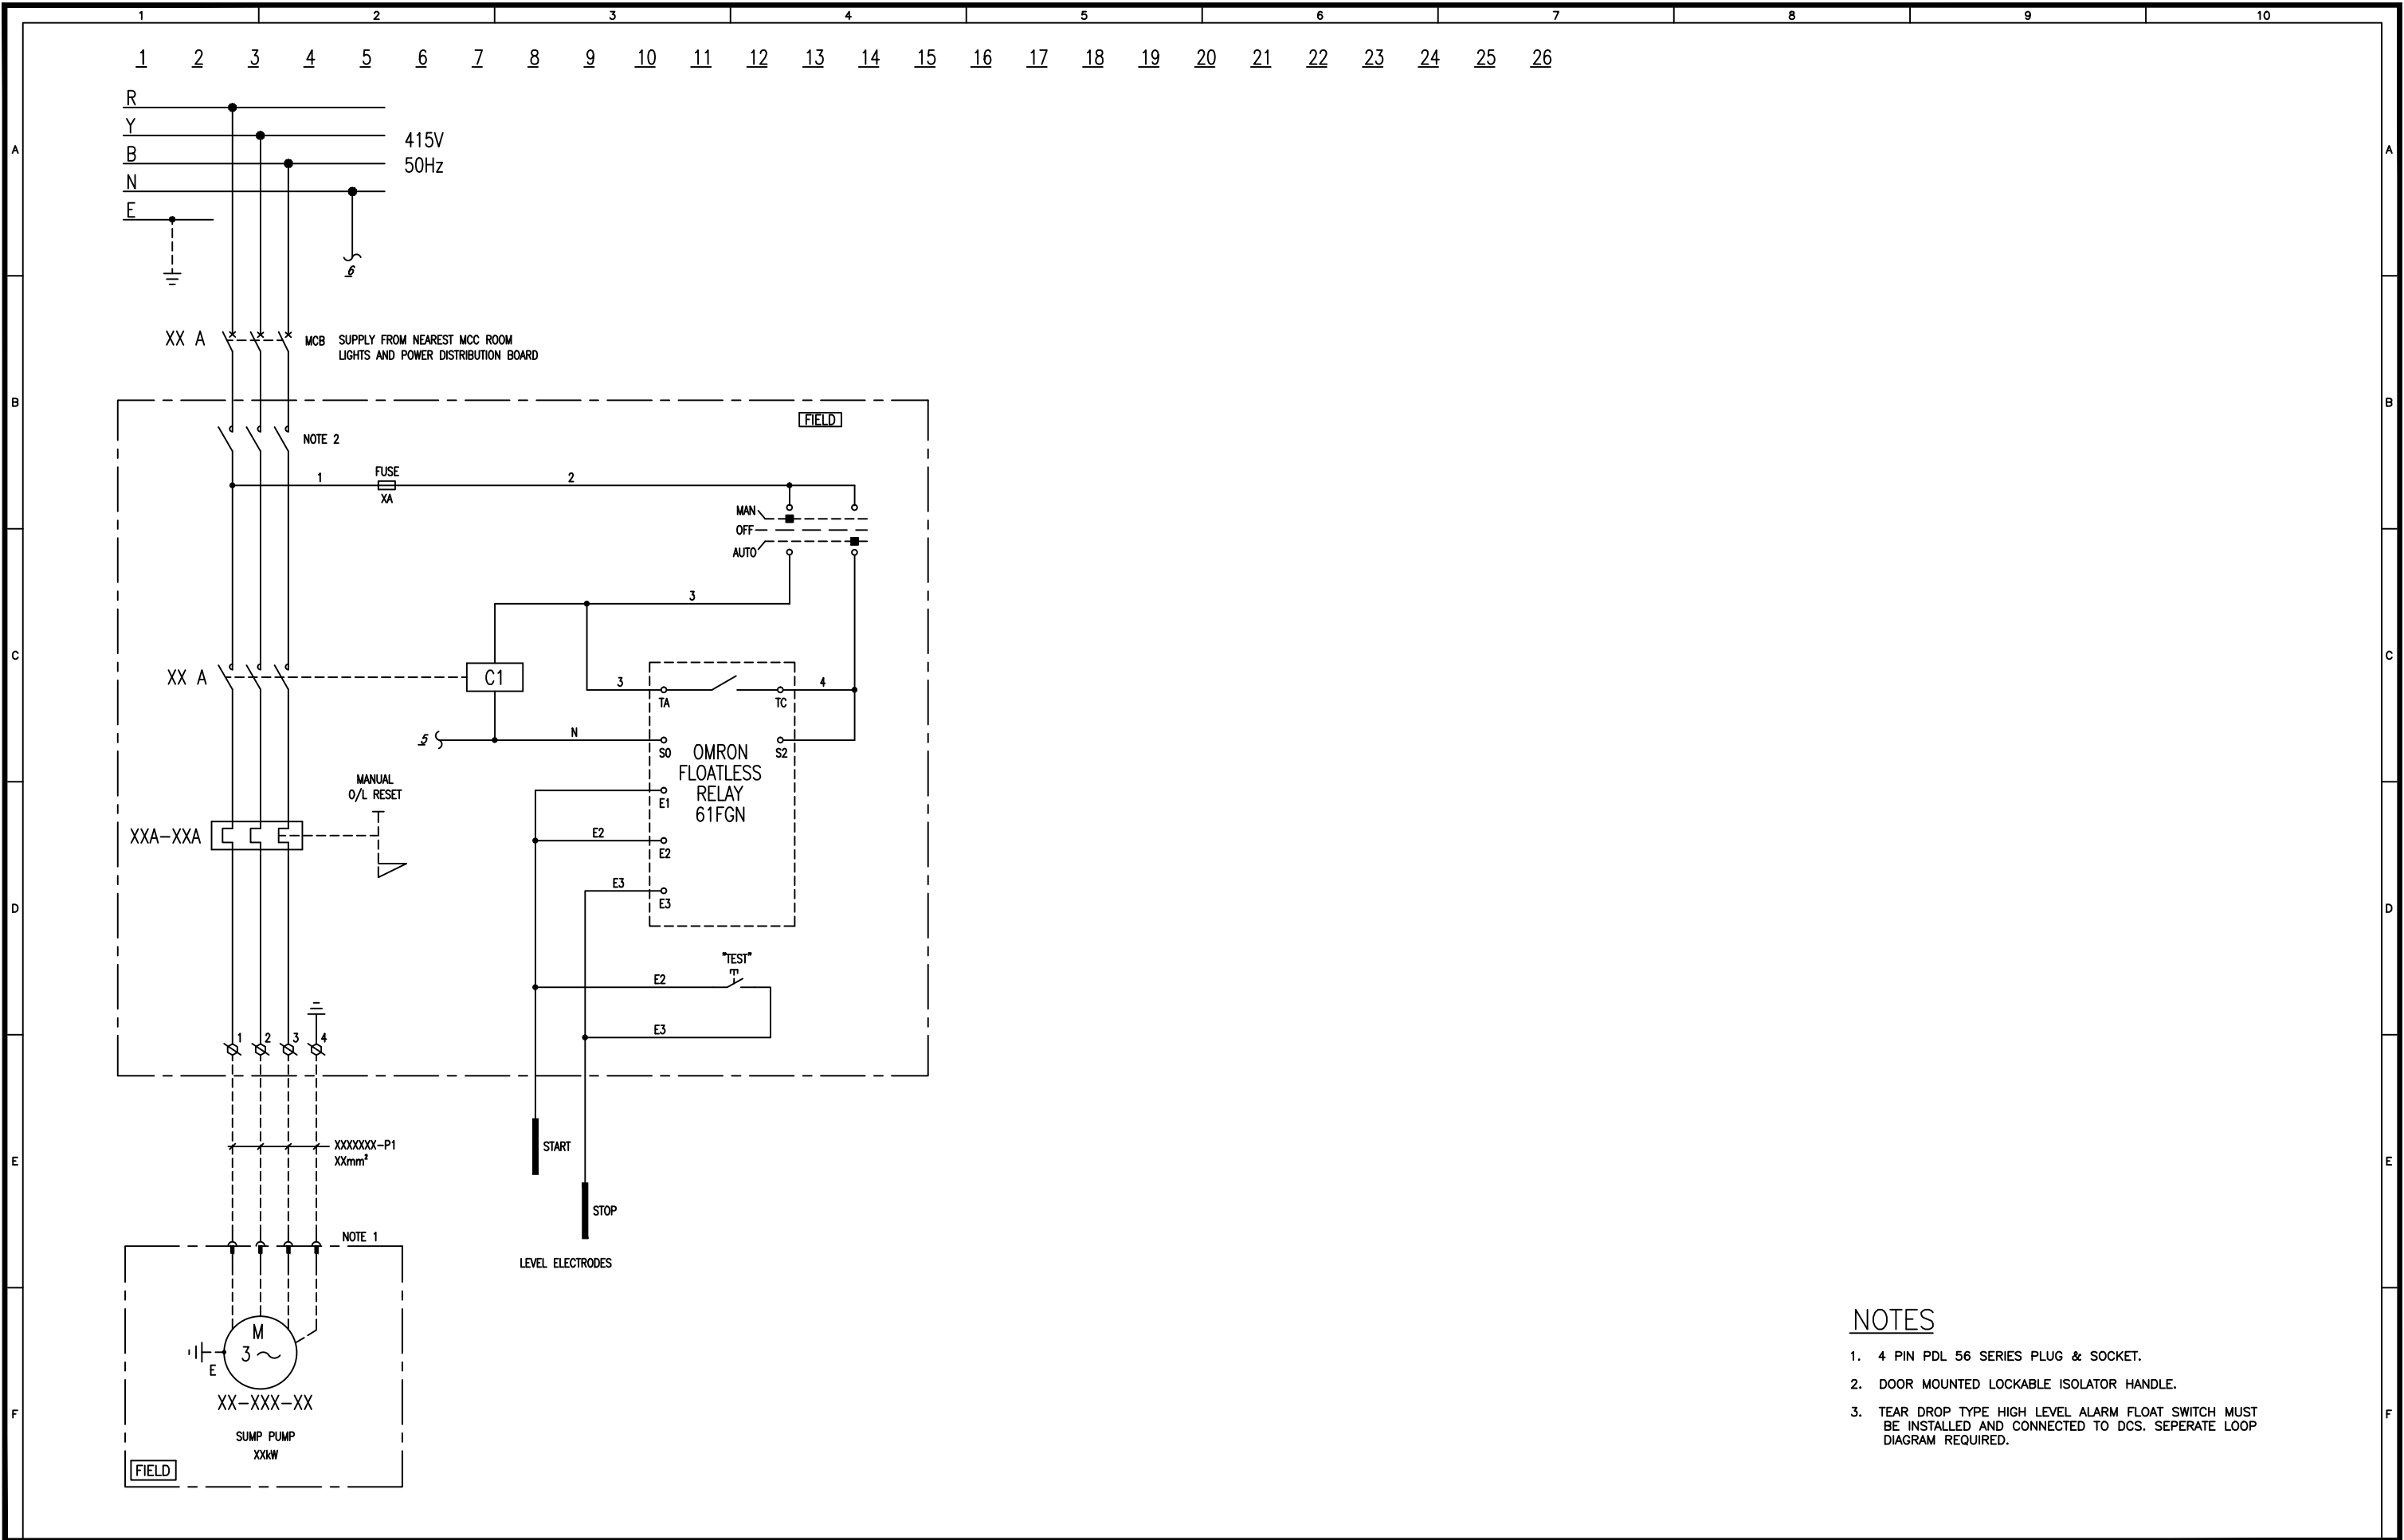 1 2 3 4 5 6 7 8 9 10
1 2 3 4 5 6 7 8 9 10 11 12 13 14 15 16 17 18 19 20 21 22 23 24 25 26
R
Y
415V
A
B
A
50Hz
N
E
6
XX A
MCB
SUPPLY FROM NEAREST MCC ROOM
LIGHTS AND POWER DISTRIBUTION BOARD
B
B
FIELD
NOTE 2
1
FUSE
2
XA
MAN
OFF
AUTO
3
C
C
XX A
C1
3
4
TA
TC
5
N
S0
S2
OMRON
FLOATLESS
RELAY
61FGN
MANUAL
O/L RESET
E1
XXA-XXA
E2
E2
E3
E3
D
D
"TEST"
E2
E3
1
2
3
4
XXXXXXX-P1
XXmm²
START
E
E
STOP
NOTE 1
LEVEL ELECTRODES
M
3
E
XX-XXX-XX
SUMP PUMP
XXkW
FIELD
F
F
NOTES
1. 4 PIN PDL 56 SERIES PLUG & SOCKET.
2. DOOR MOUNTED LOCKABLE ISOLATOR HANDLE.
3. TEAR DROP TYPE HIGH LEVEL ALARM FLOAT SWITCH MUST
BE INSTALLED AND CONNECTED TO DCS. SEPERATE LOOP
DIAGRAM REQUIRED.